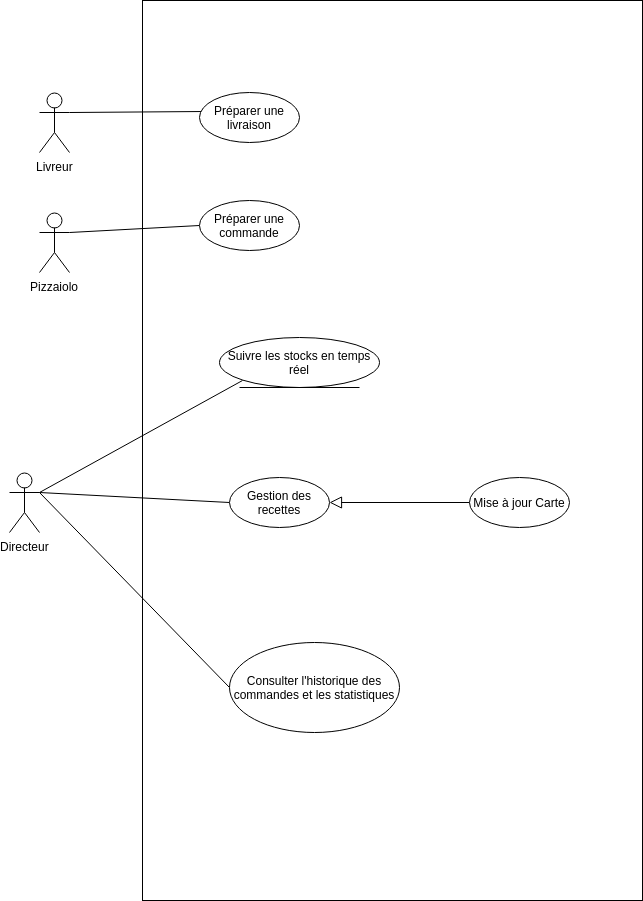 Préparer une
livraison
Livreur
Préparer une
commande
Pizzaiolo
Suivre les stocks en temps
réel
Gestion des
recettes
Mise à jour Carte
Directeur
Consulter l'historique des
commandes et les statistiques